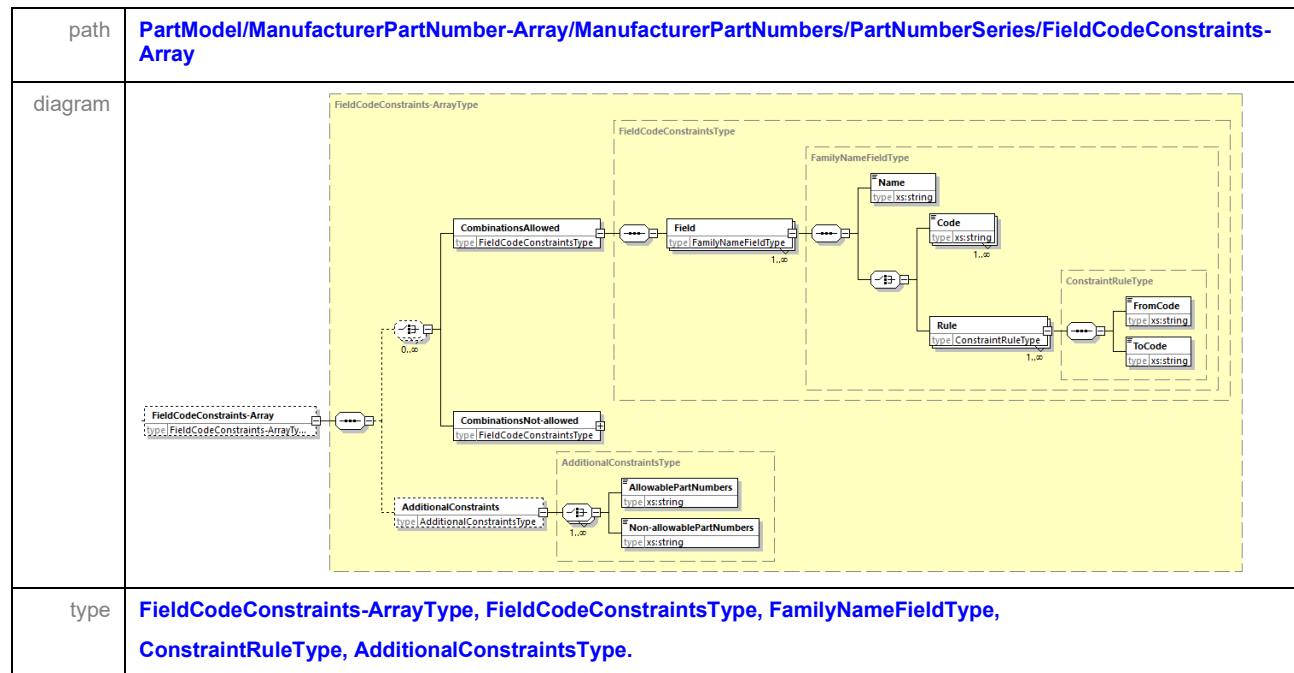 path
PartModel/ManufacturerPartNumber-Array/ManufacturerPartNumbers/PartNumberSeries/FieldCodeConstraints-
Array
diagram
FieldCodeConstraints-ArrayType
FieldCodeConstraintsType
FamilyNameFieldType
Name
type xs:string
CombinationsAllowed
type FieldCodeConstraintsType
Field
type FamilyNameFieldType
1..∞
Code
type xs:string
1..∞
ConstraintRuleType
FromCode
type xs:string
Rule
type ConstraintRuleType
1..∞
ToCode
type xs:string
0..∞
FieldCodeConstraints-Array
type FieldCodeConstraints-ArrayTy...
CombinationsNot-allowed
type FieldCodeConstraintsType
AdditionalConstraintsType
AdditionalConstraints
type AdditionalConstraintsType
1..∞
AllowablePartNumbers
type xs:string
Non-allowablePartNumbers
type xs:string
type
FieldCodeConstraints-ArrayType, FieldCodeConstraintsType, FamilyNameFieldType,
ConstraintRuleType, AdditionalConstraintsType.